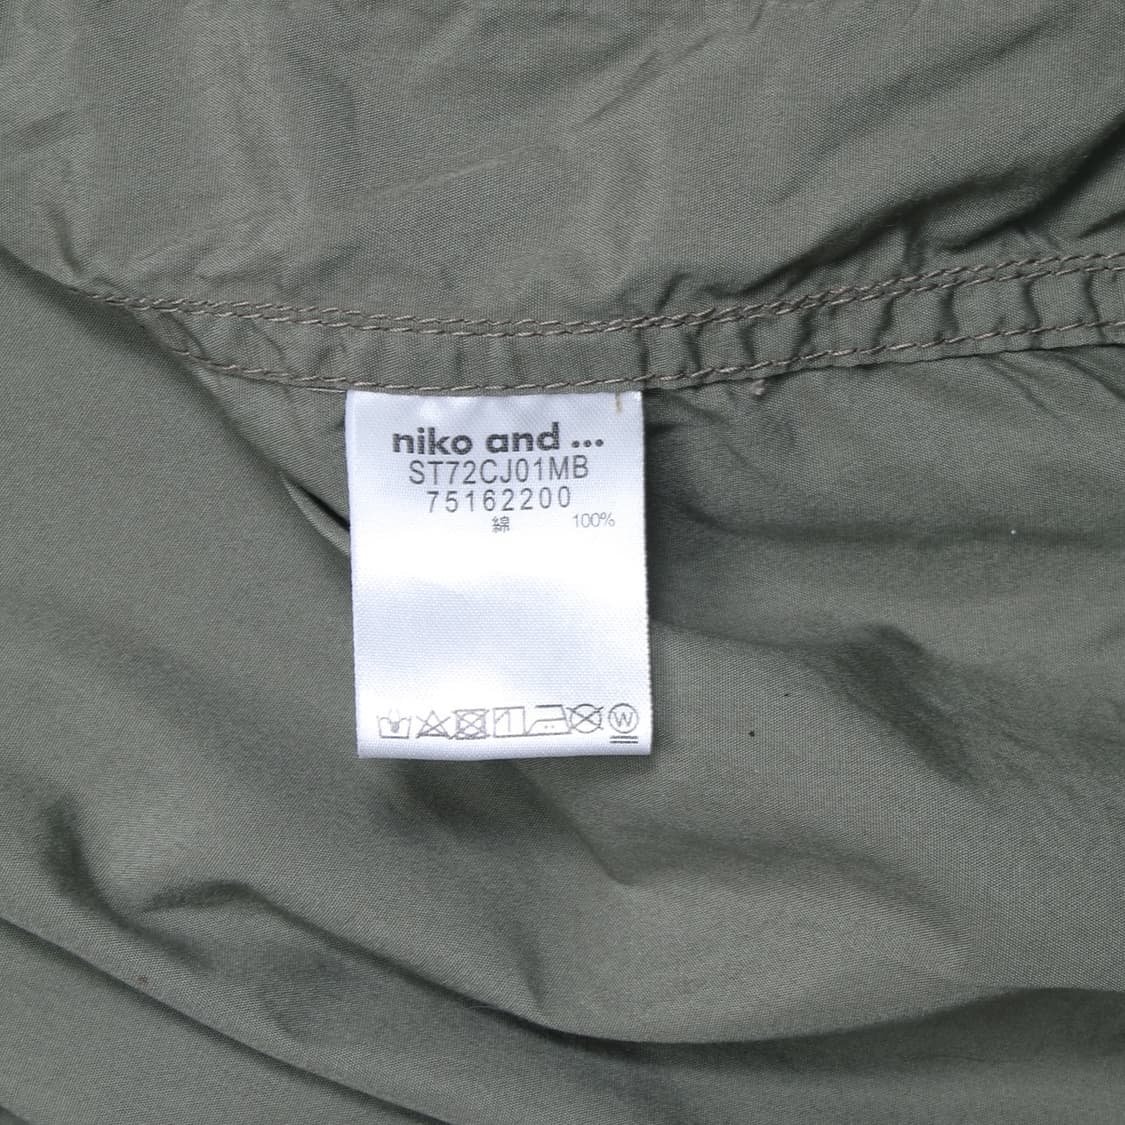 niko and ...
ST72CJ01MB
75162200
綿 100%
W